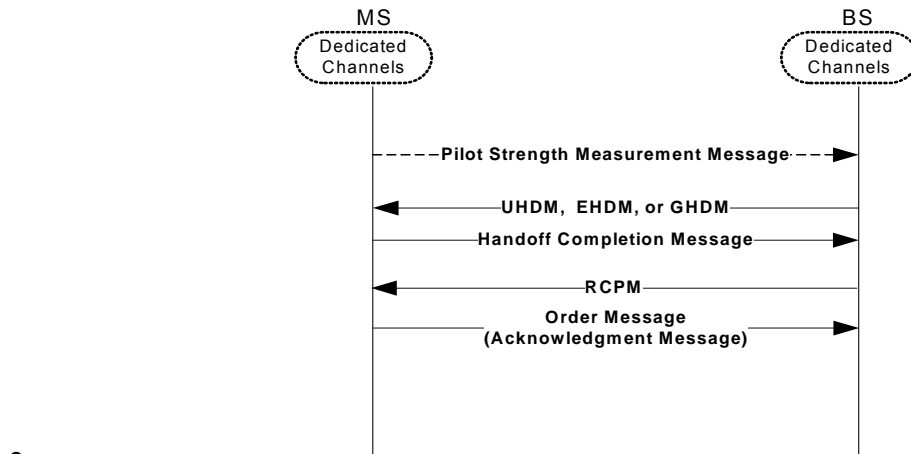 MS
BS
Dedicated
Channels
Dedicated
Channels
Pilot Strength Measurement Message
UHDM, EHDM, or GHDM
Handoff Completion Message
RCPM
Order Message
(Acknowledgment Message)